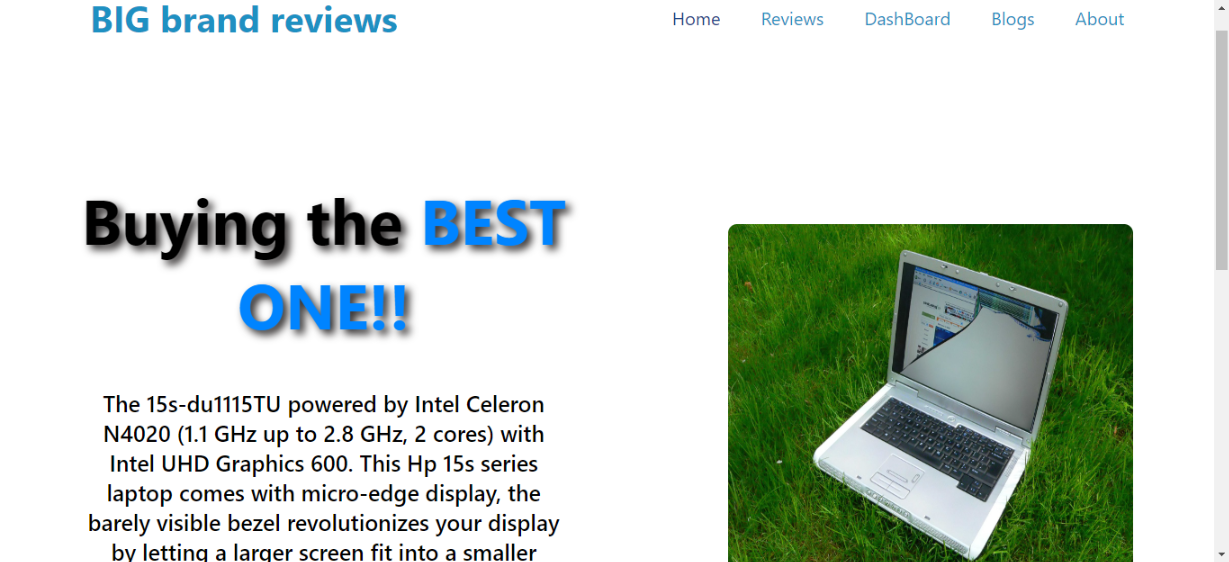 BIG brand reviews
Home Reviews DashBoard Blogs About
Buying the BEST
ONE!!
The 15s-du1115TU powered by Intel Celeron
N4020 (1.1 GHz up to 2.8 GHz, 2 cores) with
Intel UHD Graphics 600. This Hp 15s series
laptop comes with micro-edge display, the
barely visible bezel revolutionizes your display
by letting a larger screen fit into a smaller